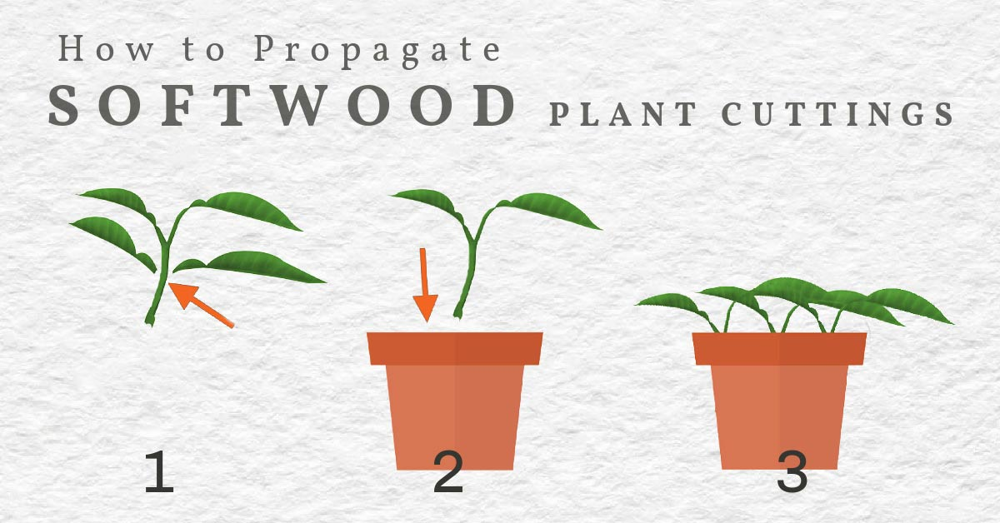 How to Propagate
SOFTWOOD PLANT CUTTINGS
1 2 3